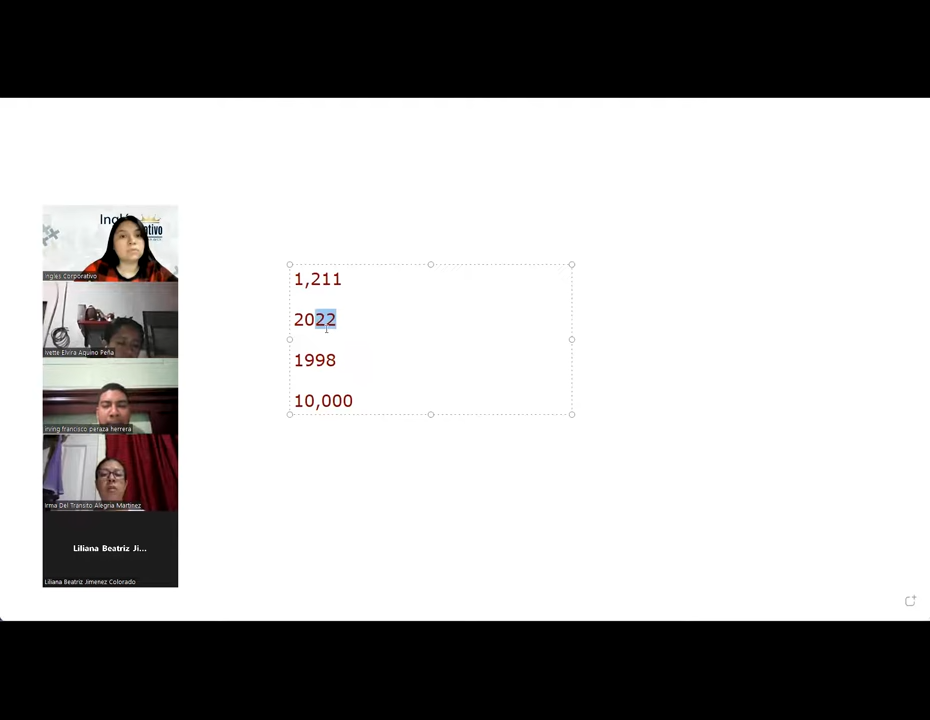 Ingles Corporativo
Ivette Elvira Aquino Peña
irving francisco peraza herrera
Irma Del Transito Alegria Martinez
Liliana Beatriz Ji...
Liliana Beatriz Jimenez Colorado
1,211
2022
1998
10,000